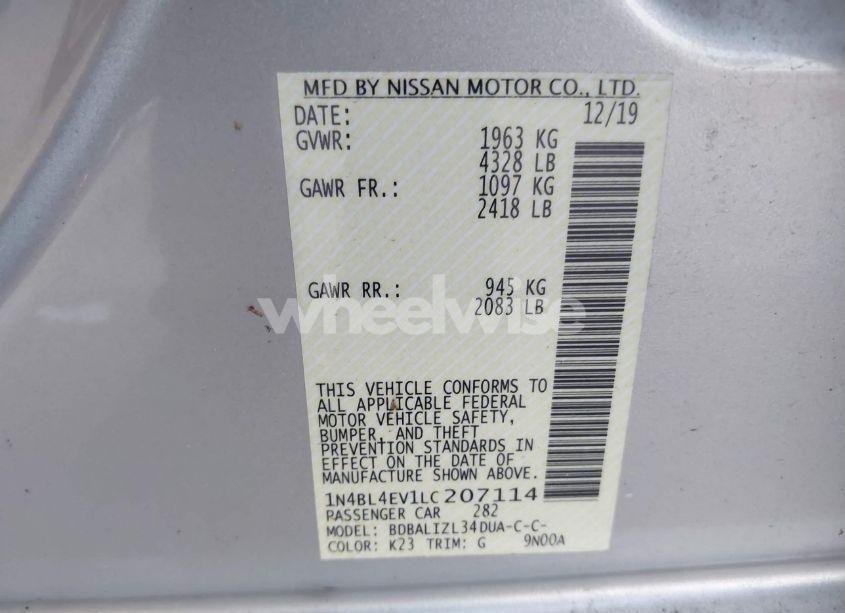 MFD BY NISSAN MOTOR CO., LTD.
DATE: 12/19
GVWR: 1963 KG
4328 LB
GAWR FR.: 1097 KG
2418 LB
GAWR RR.: 945 KG
2083 LB
wheelwise
THIS VEHICLE CONFORMS TO
ALL APPLICABLE FEDERAL
MOTOR VEHICLE SAFETY,
BUMPER, AND THEFT
PREVENTION STANDARDS IN
EFFECT ON THE DATE OF
MANUFACTURE SHOWN ABOVE.
1N4BL4EV1LC207114
PASSENGER CAR 282
MODEL: BDBALIZL34DUA-C-C-
COLOR: K23 TRIM: G 9N00A